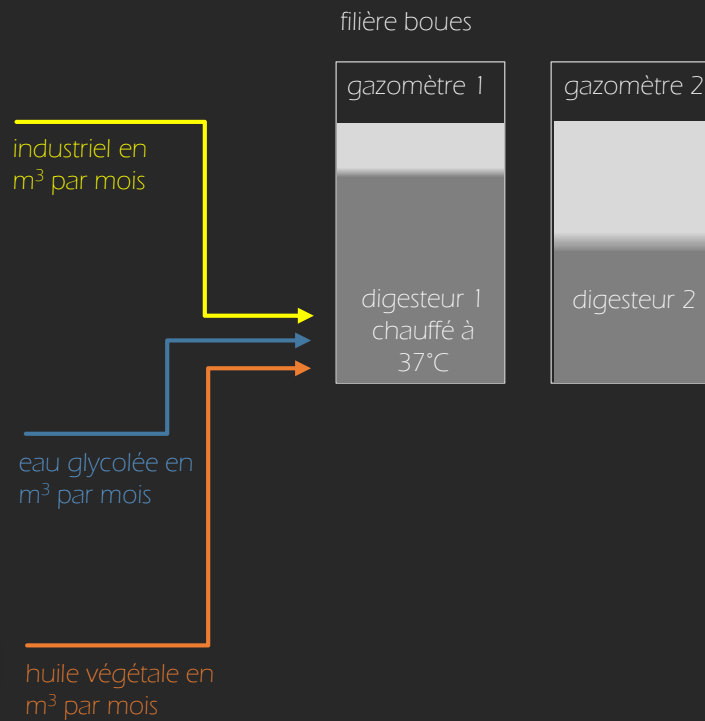 filière boues
gazomètre 1
gazomètre 2
industriel en
m³ par mois
digesteur 1
chauffé à
37°C
digesteur 2
eau glycolée en
m³ par mois
huile végétale en
m³ par mois